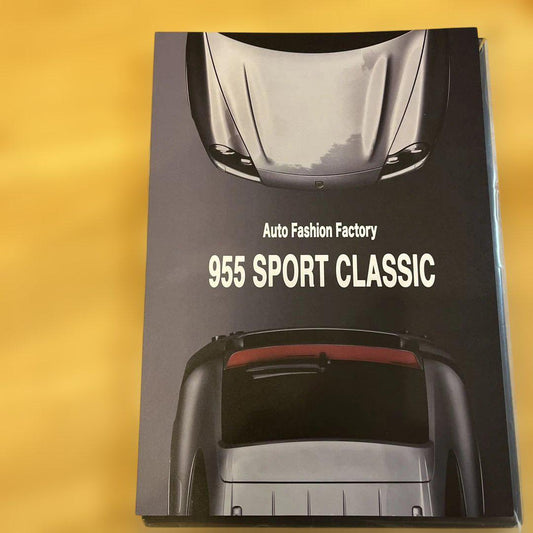 Auto Fashion Factory
955 SPORT CLASSIC